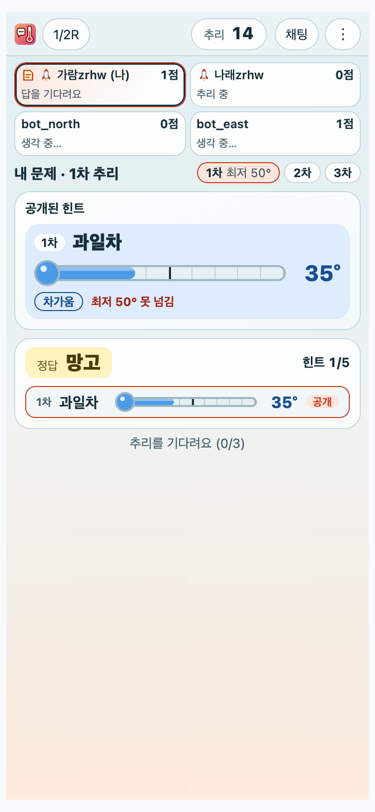 1/2R
추리 14
채팅
가람zrhw (나) 1점
답을 기다려요
나래zrhw 0점
추리 중
bot_north 0점
생각 중...
bot_east 1점
생각 중...
내 문제 · 1차 추리
1차 최저 50°
2차
3차
공개된 힌트
1차 과일차
35°
차가움 최저 50° 못 넘김
정답 망고
힌트 1/5
1차 과일차 35° 공개
추리를 기다려요 (0/3)